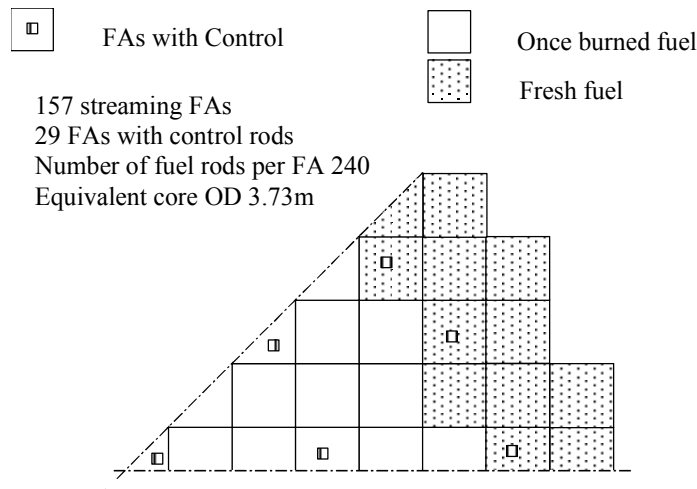 FAs with Control
Once burned fuel
Fresh fuel
157 streaming FAs
29 FAs with control rods
Number of fuel rods per FA 240
Equivalent core OD 3.73m